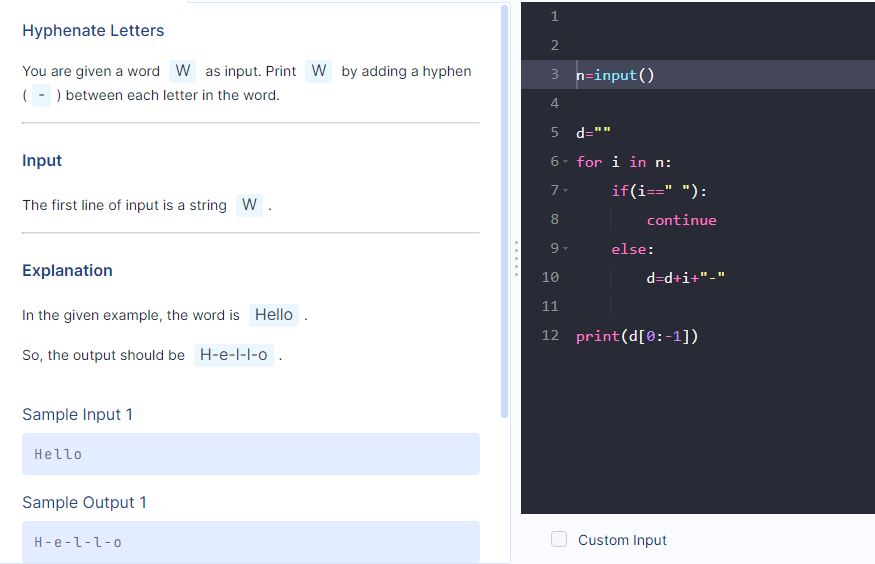 Hyphenate Letters
You are given a word W as input. Print W by adding a hyphen
( - ) between each letter in the word.
Input
The first line of input is a string W .
Explanation
In the given example, the word is Hello .
So, the output should be H-e-l-l-o .
Sample Input 1
Hello
Sample Output 1
H-e-l-l-o
1
2
3 n=input()
4
5 d=""
6 for i in n:
7     if(i==" "):
8         continue
9     else:
10         d=d+i+"-"
11
12 print(d[0:-1])
Custom Input